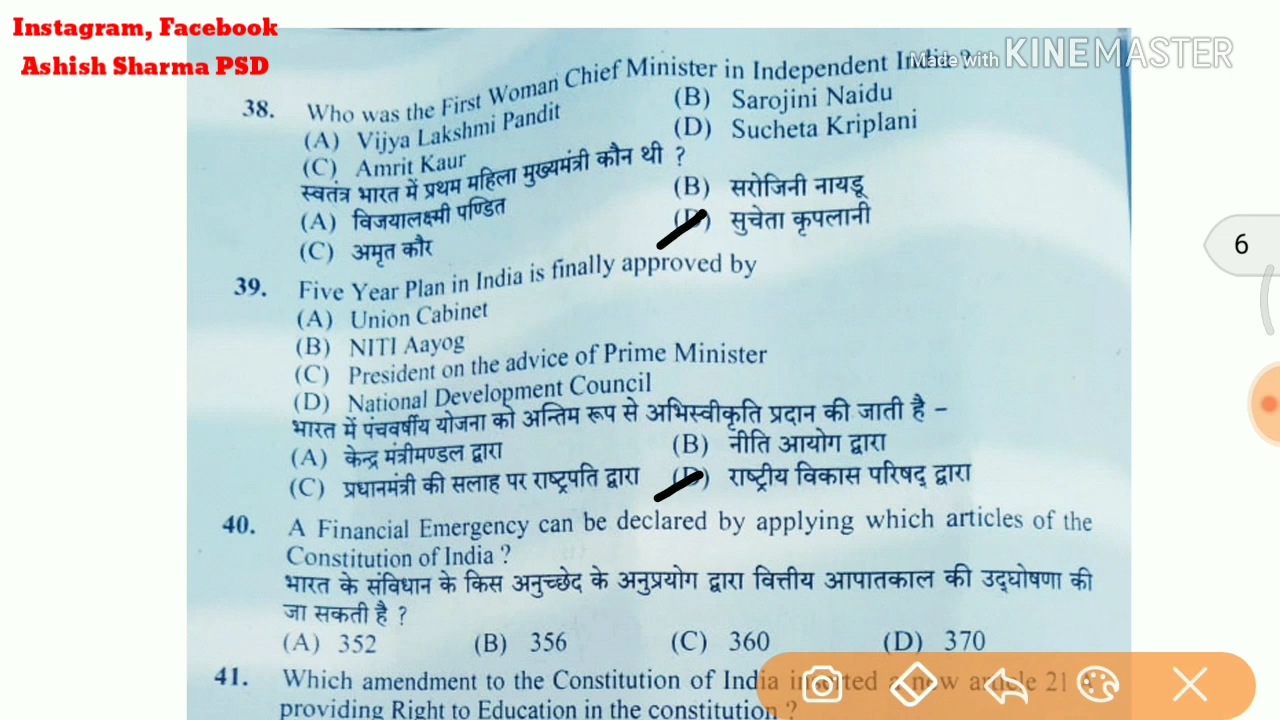 Instagram, Facebook
Ashish Sharma PSD
Made with KINEMASTER
38. Who was the First Woman Chief Minister in Independent India ?
(A) Vijya Lakshmi Pandit (B) Sarojini Naidu
(C) Amrit Kaur (D) Sucheta Kriplani
स्वतंत्र भारत में प्रथम महिला मुख्यमंत्री कौन थी ?
(A) विजयालक्ष्मी पण्डित (B) सरोजिनी नायडू
(C) अमृत कौर (D) सुचेता कृपलानी
6
39. Five Year Plan in India is finally approved by
(A) Union Cabinet
(B) NITI Aayog
(C) President on the advice of Prime Minister
(D) National Development Council
भारत में पंचवर्षीय योजना को अन्तिम रूप से अभिस्वीकृति प्रदान की जाती है –
(A) केन्द्र मंत्रीमण्डल द्वारा (B) नीति आयोग द्वारा
(C) प्रधानमंत्री की सलाह पर राष्ट्रपति द्वारा (D) राष्ट्रीय विकास परिषद् द्वारा
40. A Financial Emergency can be declared by applying which articles of the
Constitution of India ?
भारत के संविधान के किस अनुच्छेद के अनुप्रयोग द्वारा वित्तीय आपातकाल की उद्घोषणा की
जा सकती है ?
(A) 352 (B) 356 (C) 360 (D) 370
41. Which amendment to the Constitution of India inserted a new article 21
providing Right to Education in the constitution ?